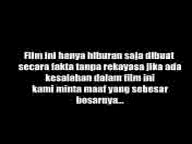 Film ini hanya hiburan saja dibuat
secara fakta tanpa rekayasa jika ada
kesalahan dalam film ini
kami minta maaf yang sebesar
bosarnya...